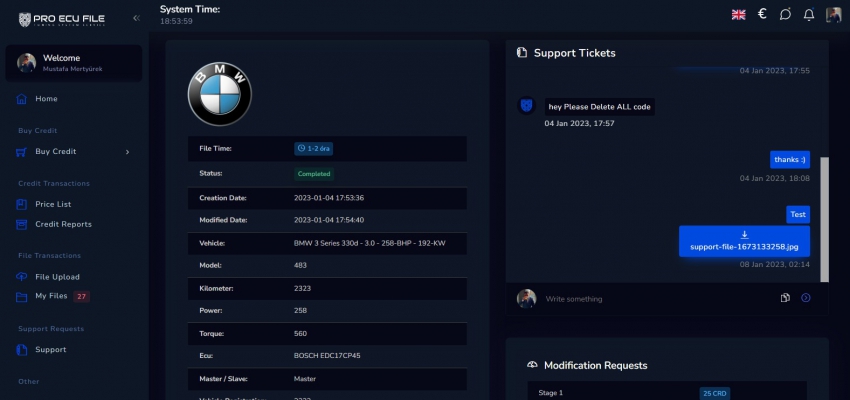 PRO ECU FILE
System Time:
18:53:59
€
Welcome
Mustafa Mertyürek
Home
Buy Credit
Buy Credit
Credit Transactions
Price List
Credit Reports
File Transactions
File Upload
My Files 27
Support Requests
Support
Other
BMW
File Time: 1-2 óra
Status: Completed
Creation Date: 2023-01-04 17:53:36
Modified Date: 2023-01-04 17:54:40
Vehicle: BMW 3 Series 330d - 3.0 - 258-BHP - 192-KW
Model: 483
Kilometer: 2323
Power: 258
Torque: 560
Ecu: BOSCH EDC17CP45
Master / Slave: Master
Support Tickets
04 Jan 2023, 17:55
hey Please Delete ALL code
04 Jan 2023, 17:57
thanks :)
04 Jan 2023, 18:08
Test
support-file-1673133258.jpg
08 Jan 2023, 02:14
Write something
Modification Requests
Stage 1 25 CRD